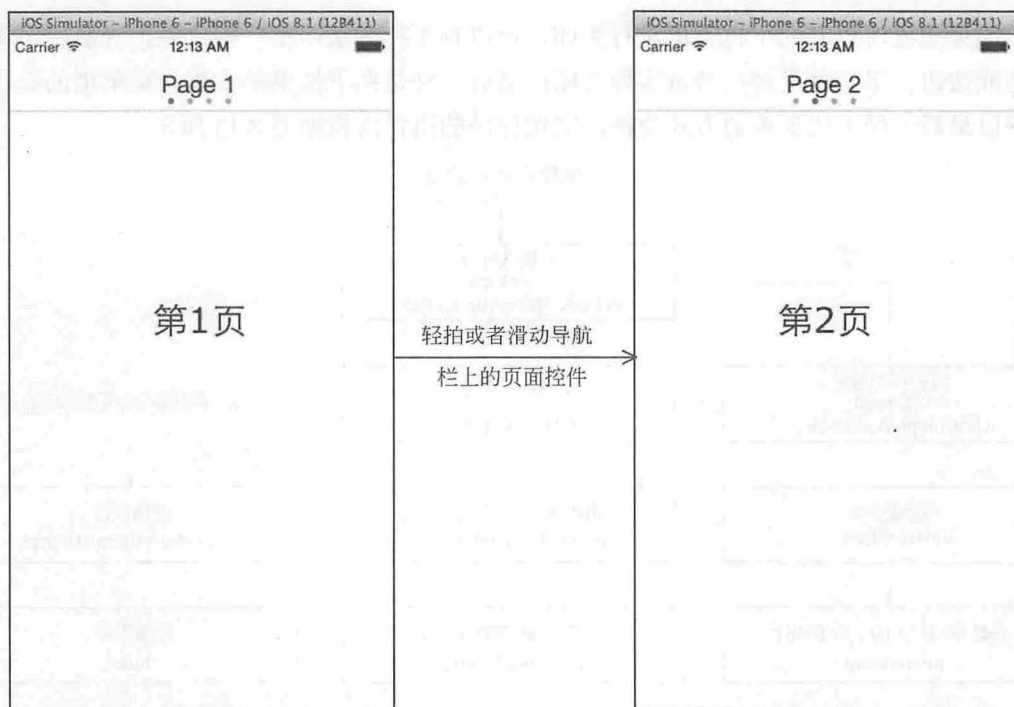 iOS Simulator – iPhone 6 – iPhone 6 / iOS 8.1 (12B411)
Carrier 12:13 AM
Page 1
第1页
轻拍或者滑动导航
栏上的页面控件
iOS Simulator – iPhone 6 – iPhone 6 / iOS 8.1 (12B411)
Carrier 12:13 AM
Page 2
第2页